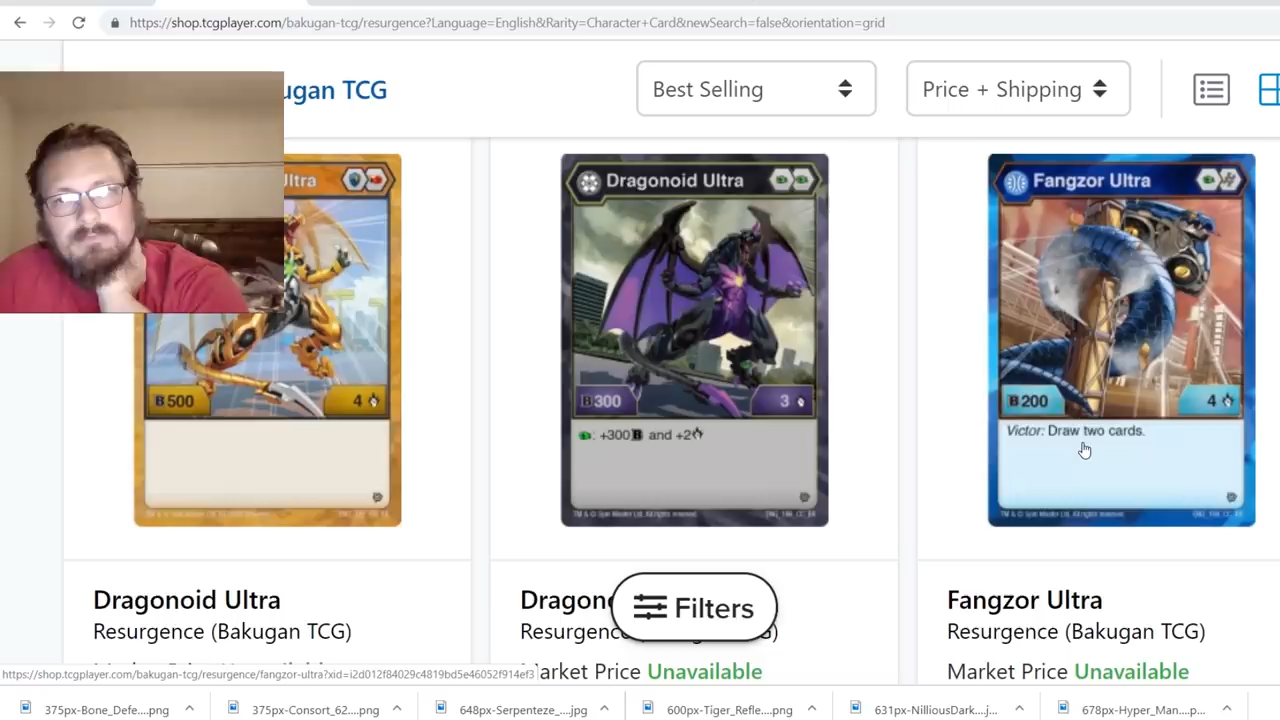 https://shop.tcgplayer.com/bakugan-tcg/resurgence?Language=English&Rarity=Character+Card&newSearch=false&orientation=grid
ugan TCG
Best Selling
Price + Shipping
Ultra
B500
4
Dragonoid Ultra
B300
3
: +300B and +2
Fangzor Ultra
B200
4
Victor: Draw two cards.
Dragonoid Ultra
Resurgence (Bakugan TCG)
Dragon
Resurgence
Market Price Unavailable
Fangzor Ultra
Resurgence (Bakugan TCG)
Market Price Unavailable
Filters
https://shop.tcgplayer.com/bakugan-tcg/resurgence/fangzor-ultra?xid=i2d012f84029c4819bd5e46052f914ef3
375px-Bone_Defe....png
375px-Consort_62....png
648px-Serpenteze_....jpg
600px-Tiger_Refle....png
631px-NilliousDark....j...
678px-Hyper_Man....p...